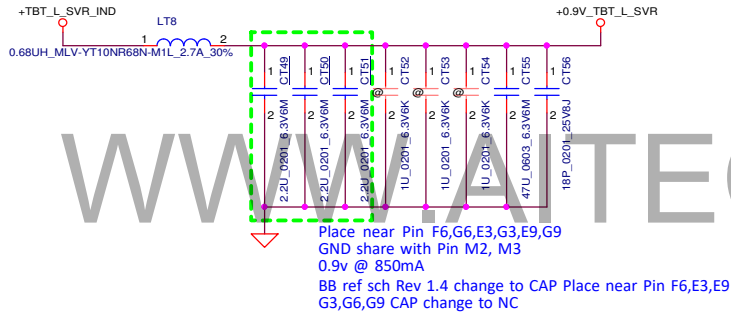 +TBT_L_SVR_IND
+0.9V_TBT_L_SVR
LT8
1 2
0.68UH_MLV-YT10NR68N-M1L_2.7A_30%
1 CT49 2 2.2U_0201_6.3V6M
1 CT50 2 2.2U_0201_6.3V6M
1 CT51 2 2.2U_0201_6.3V6M
@ 1 CT52 2 1U_0201_6.3V6K
@ 1 CT53 2 1U_0201_6.3V6K
@ 1 CT54 2 1U_0201_6.3V6K
1 CT55 2 47U_0603_6.3V6M
1 CT56 2 18P_0201_25V8J
WWW.AITEC
Place near Pin F6,G6,E3,G3,E9,G9
GND share with Pin M2, M3
0.9v @ 850mA
BB ref sch Rev 1.4 change to CAP Place near Pin F6,E3,E9
G3,G6,G9 CAP change to NC